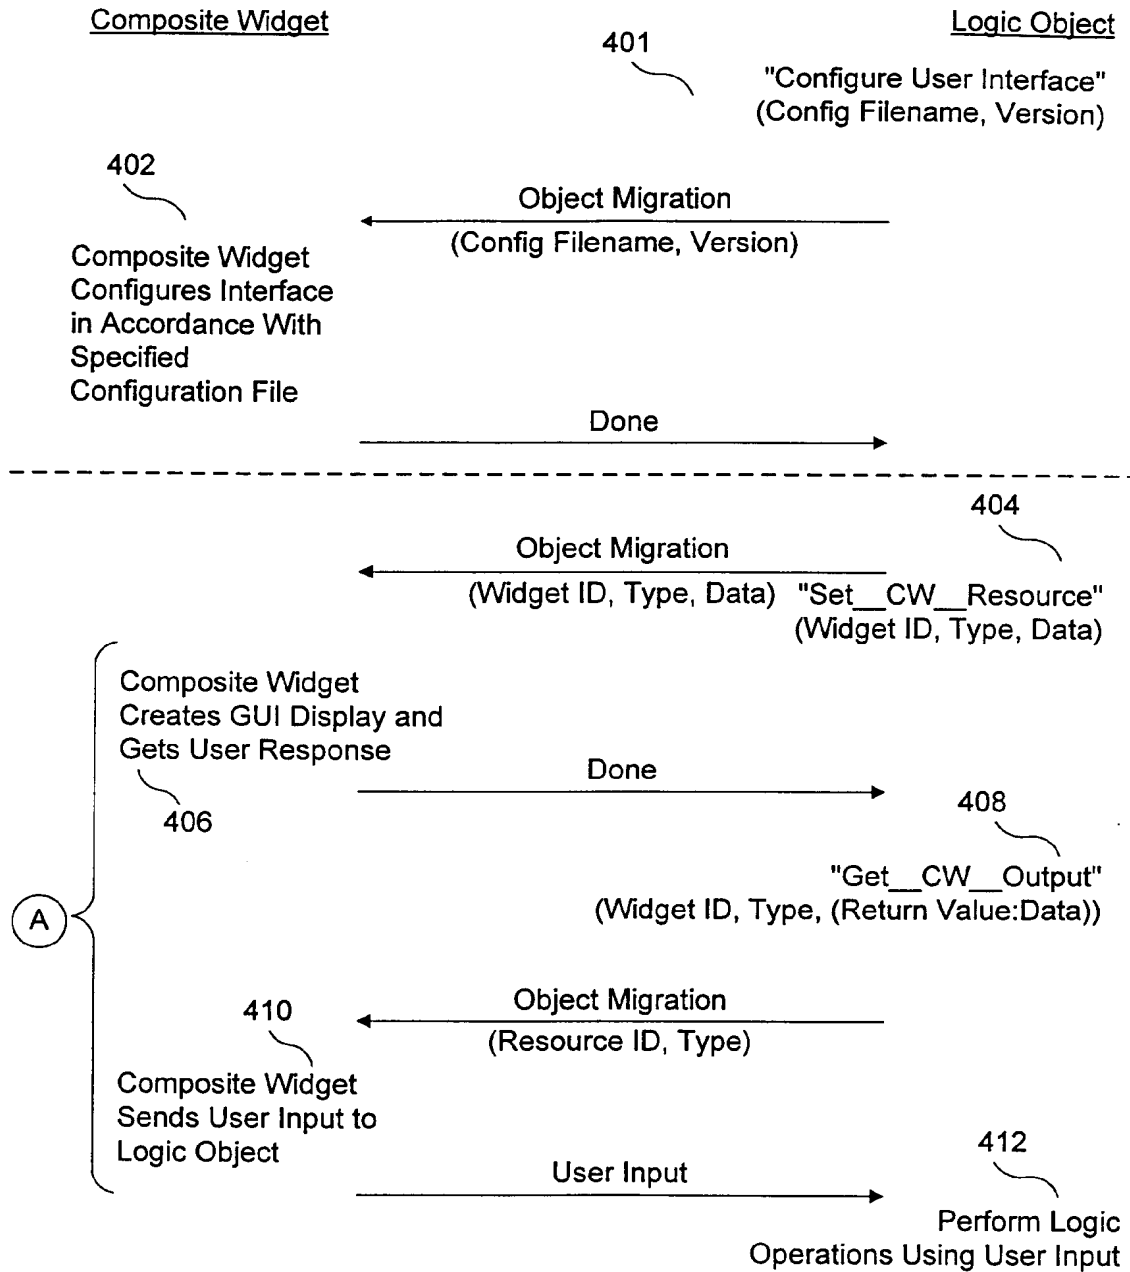 Composite Widget
Logic Object
401
"Configure User Interface"
(Config Filename, Version)
402
Object Migration
(Config Filename, Version)
Composite Widget
Configures Interface
in Accordance With
Specified
Configuration File
Done
404
Object Migration
(Widget ID, Type, Data)
"Set__CW__Resource"
(Widget ID, Type, Data)
Composite Widget
Creates GUI Display and
Gets User Response
Done
406
408
"Get__CW__Output"
(Widget ID, Type, (Return Value:Data))
A
Object Migration
(Resource ID, Type)
410
Composite Widget
Sends User Input to
Logic Object
User Input
412
Perform Logic
Operations Using User Input